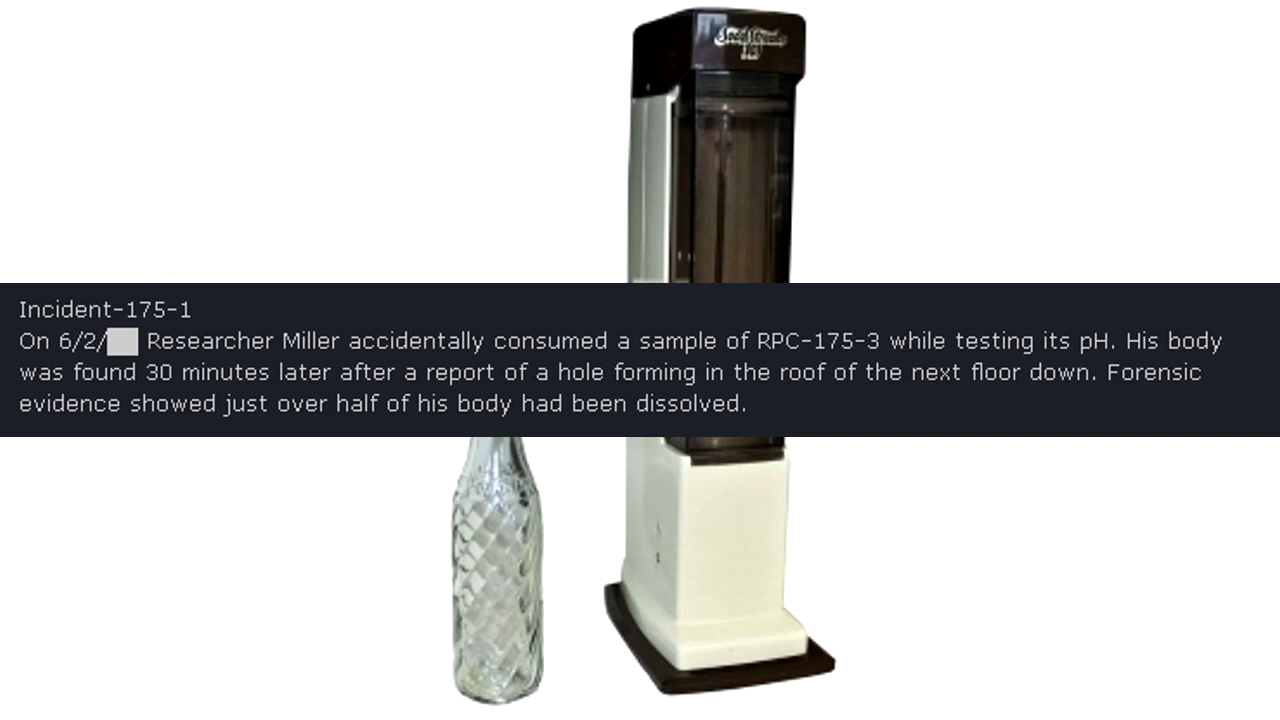 Incident-175-1
On 6/2/██ Researcher Miller accidentally consumed a sample of RPC-175-3 while testing its pH. His body
was found 30 minutes later after a report of a hole forming in the roof of the next floor down. Forensic
evidence showed just over half of his body had been dissolved.